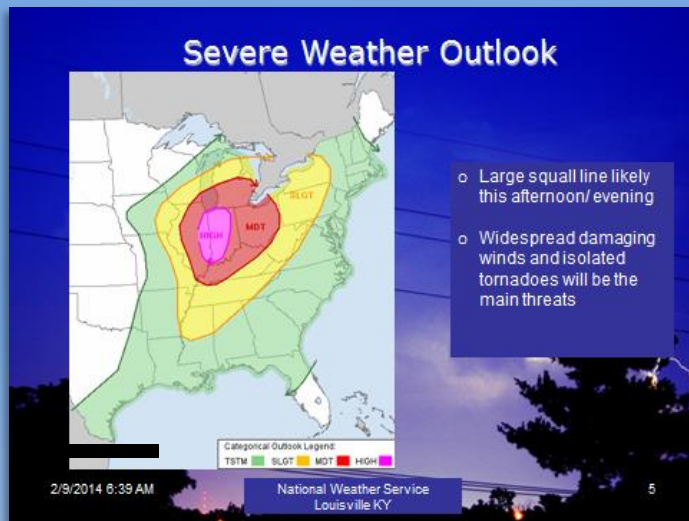 Severe Weather Outlook
SLGT
MDT
HIGH
o Large squall line likely
this afternoon/ evening
o Widespread damaging
winds and isolated
tornadoes will be the
main threats
Categorical Outlook Legend:
TSTM SLGT MDT HIGH
2/9/2014 6:39 AM
National Weather Service
Louisville KY
5